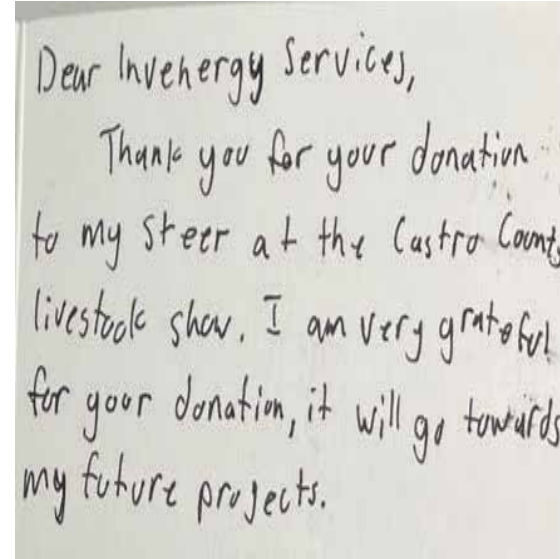 Dear Invenergy Services,
Thank you for your donation
to my steer at the Castro County
livestock show. I am very grateful
for your donation, it will go towards
my future projects.